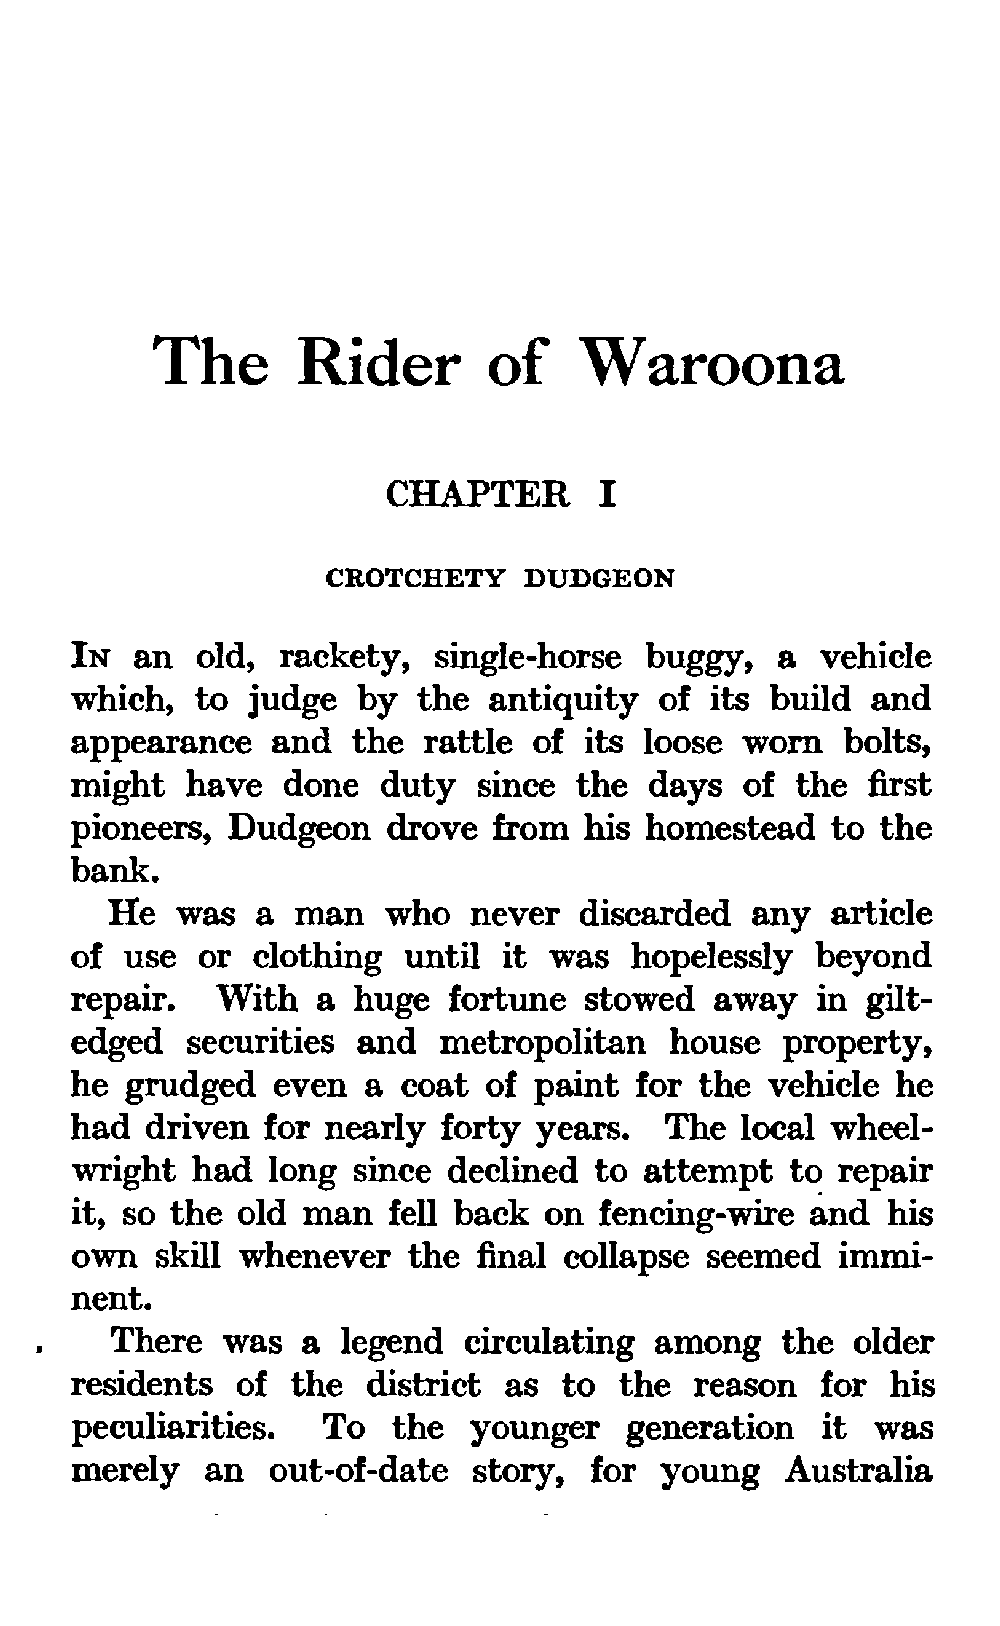 The Rider of Waroona
CHAPTER I
CROTCHETY DUDGEON
IN an old, rackety, single-horse buggy, a vehicle
which, to judge by the antiquity of its build and
appearance and the rattle of its loose worn bolts,
might have done duty since the days of the first
pioneers, Dudgeon drove from his homestead to the
bank.
He was a man who never discarded any article
of use or clothing until it was hopelessly beyond
repair. With a huge fortune stowed away in gilt-
edged securities and metropolitan house property,
he grudged even a coat of paint for the vehicle he
had driven for nearly forty years. The local wheel-
wright had long since declined to attempt to repair
it, so the old man fell back on fencing-wire and his
own skill whenever the final collapse seemed immi-
nent.
There was a legend circulating among the older
residents of the district as to the reason for his
peculiarities. To the younger generation it was
merely an out-of-date story, for young Australia